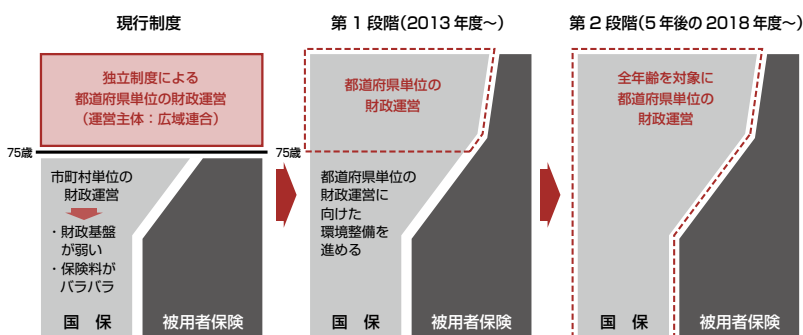 現行制度
第1段階(2013年度~)
第2段階(5年後の2018年度~)
独立制度による
都道府県単位の財政運営
(運営主体：広域連合)
75歳
市町村単位の
財政運営
・財政基盤
が弱い
・保険料が
バラバラ
国 保
被用者保険
都道府県単位の
財政運営
75歳
都道府県単位の
財政運営に
向けた
環境整備を
進める
国 保
被用者保険
全年齢を対象に
都道府県単位の
財政運営
国 保
被用者保険